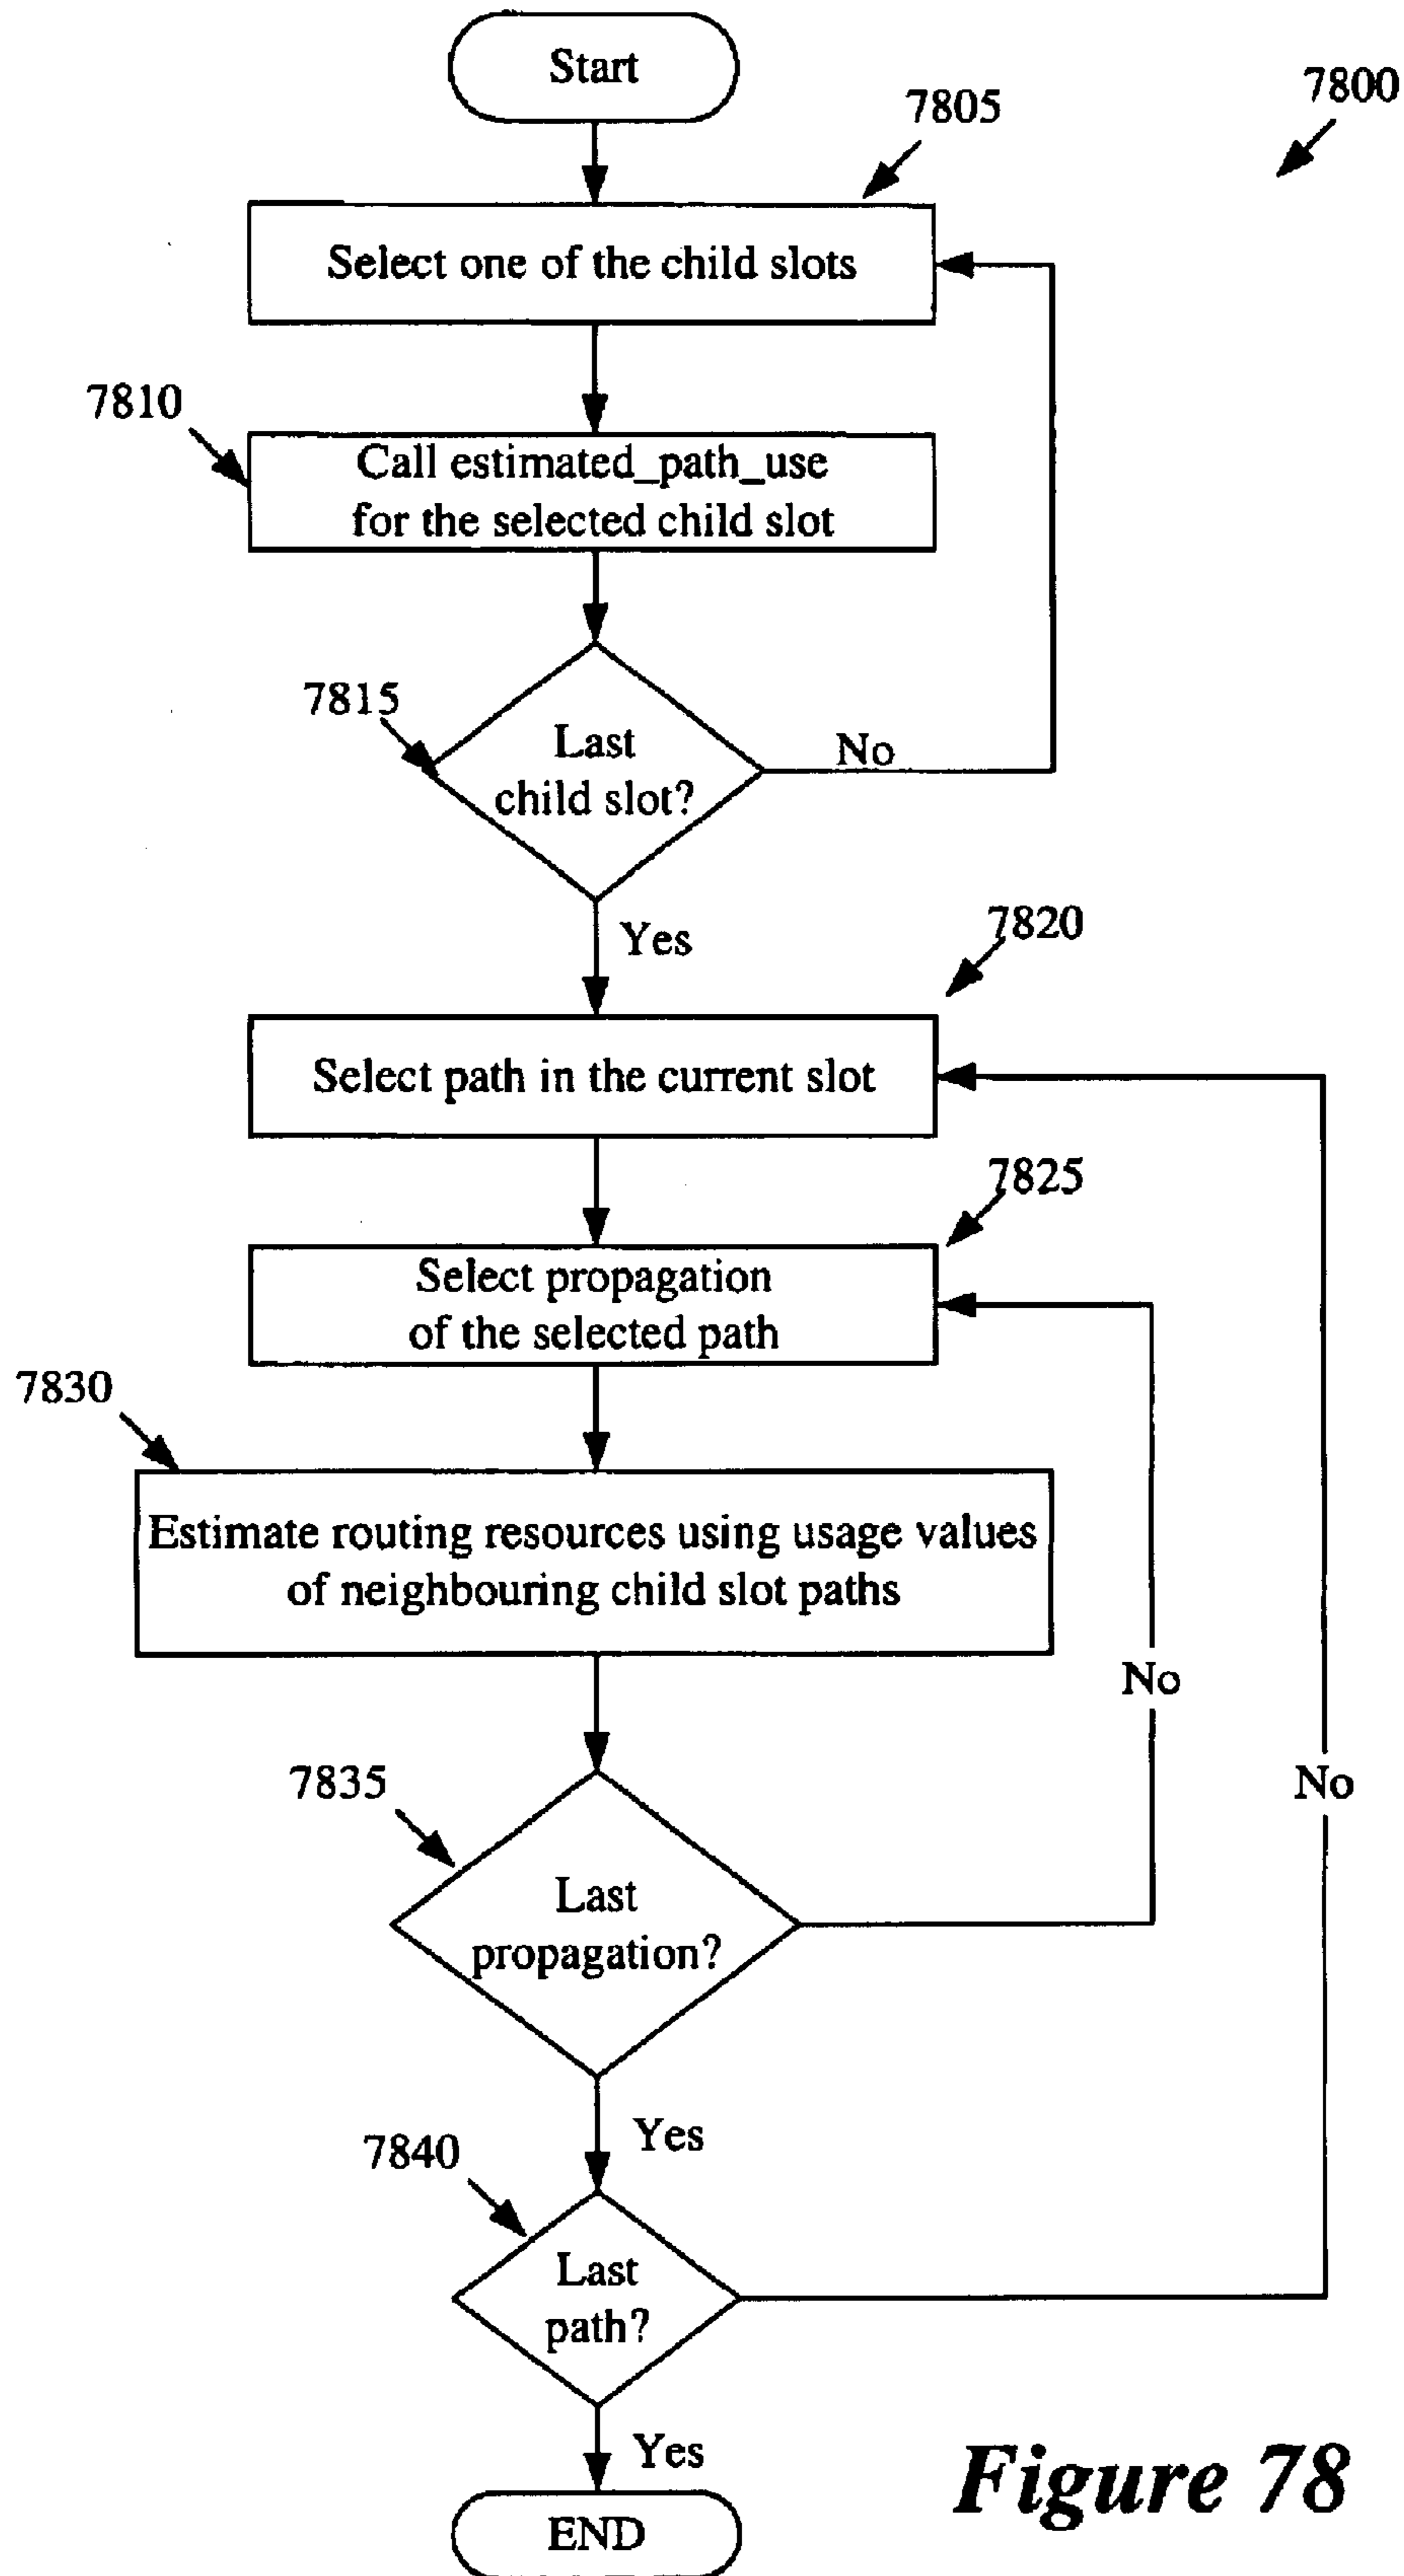 Start
7800
7805
Select one of the child slots
7810
Call estimated_path_use
for the selected child slot
7815
Last
child slot?
No
Yes
7820
Select path in the current slot
7825
Select propagation
of the selected path
7830
Estimate routing resources using usage values
of neighbouring child slot paths
No
7835
Last
propagation?
No
Yes
7840
Last
path?
Yes
END
Figure 78